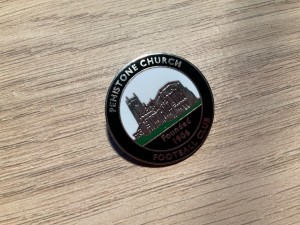 PENISTONE CHURCH
Founded
1906
FOOTBALL CLUB